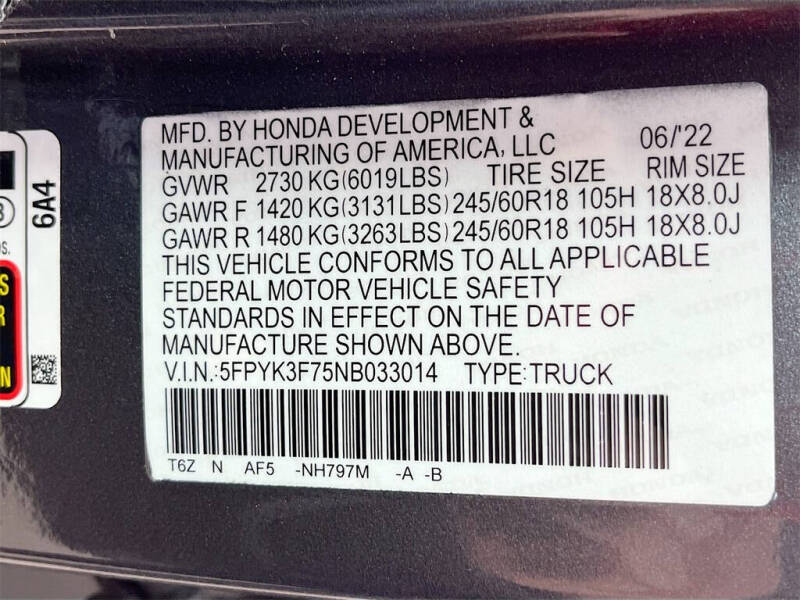 MFD. BY HONDA DEVELOPMENT &
MANUFACTURING OF AMERICA, LLC 06/'22
GVWR 2730 KG(6019LBS) TIRE SIZE RIM SIZE
GAWR F 1420 KG(3131LBS) 245/60R18 105H 18X8.0J
GAWR R 1480 KG(3263LBS) 245/60R18 105H 18X8.0J
THIS VEHICLE CONFORMS TO ALL APPLICABLE
FEDERAL MOTOR VEHICLE SAFETY
STANDARDS IN EFFECT ON THE DATE OF
MANUFACTURE SHOWN ABOVE.
V.I.N.:5FPYK3F75NB033014 TYPE:TRUCK
T6Z N AF5 -NH797M -A -B
6A4